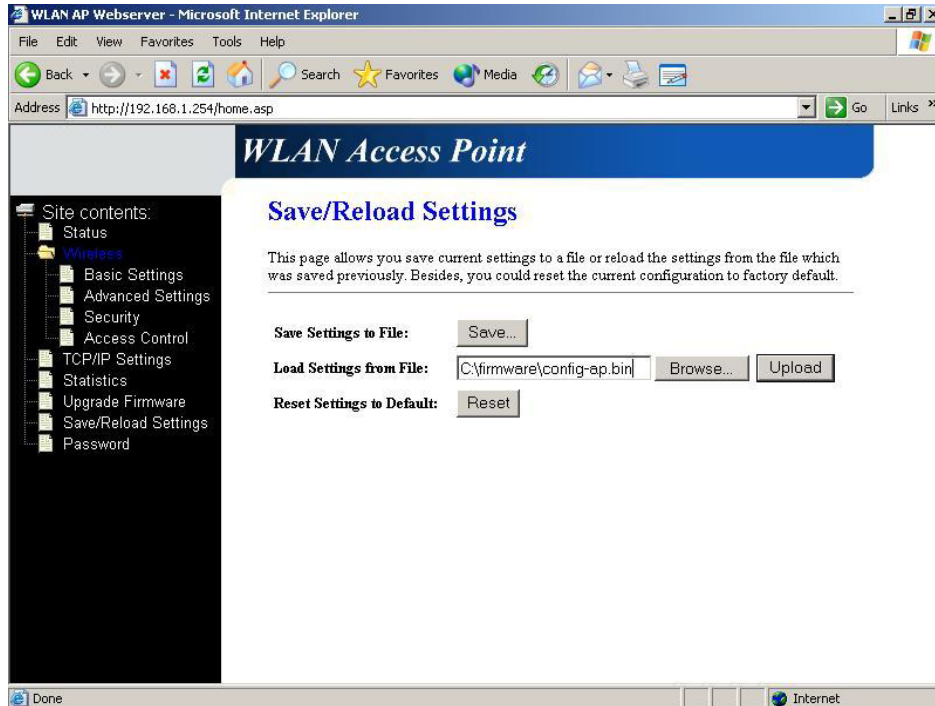 WLAN AP Webserver - Microsoft Internet Explorer
File Edit View Favorites Tools Help
Back Search Favorites Media
Address http://192.168.1.254/home.asp Go Links »
WLAN Access Point
Site contents:
Status
Wireless
Basic Settings
Advanced Settings
Security
Access Control
TCP/IP Settings
Statistics
Upgrade Firmware
Save/Reload Settings
Password
Save/Reload Settings
This page allows you save current settings to a file or reload the settings from the file which
was saved previously. Besides, you could reset the current configuration to factory default.
Save Settings to File: Save...
Load Settings from File: C:\firmware\config-ap.bin Browse... Upload
Reset Settings to Default: Reset
Done Internet